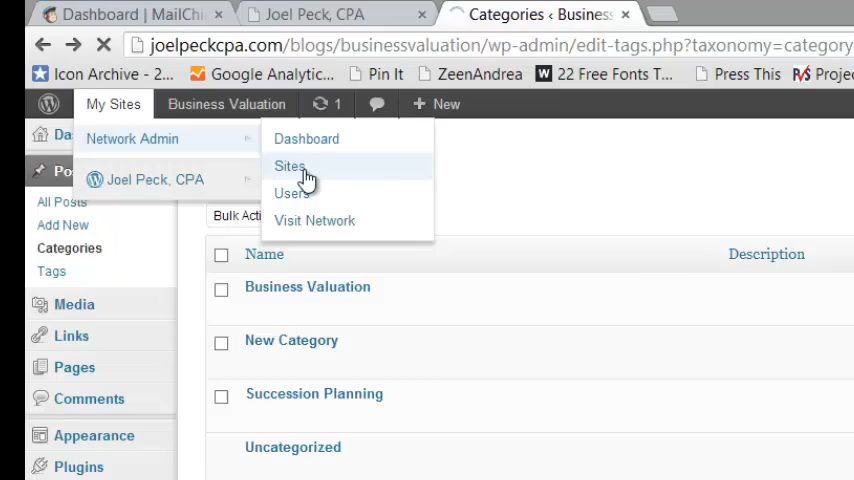 Dashboard | MailChi
Joel Peck, CPA
Categories ‹ Business
joelpeckcpa.com/blogs/businessvaluation/wp-admin/edit-tags.php?taxonomy=category
Icon Archive - 2...
Google Analytic...
Pin It
ZeenAndrea
22 Free Fonts T...
Press This
Projec
My Sites
Business Valuation
1
New
Da
Network Admin
Dashboard
Pos
Joel Peck, CPA
Sites
Users
Visit Network
All Posts
Add New
Categories
Tags
Media
Links
Pages
Comments
Appearance
Plugins
Bulk Acti
Name
Description
Business Valuation
New Category
Succession Planning
Uncategorized